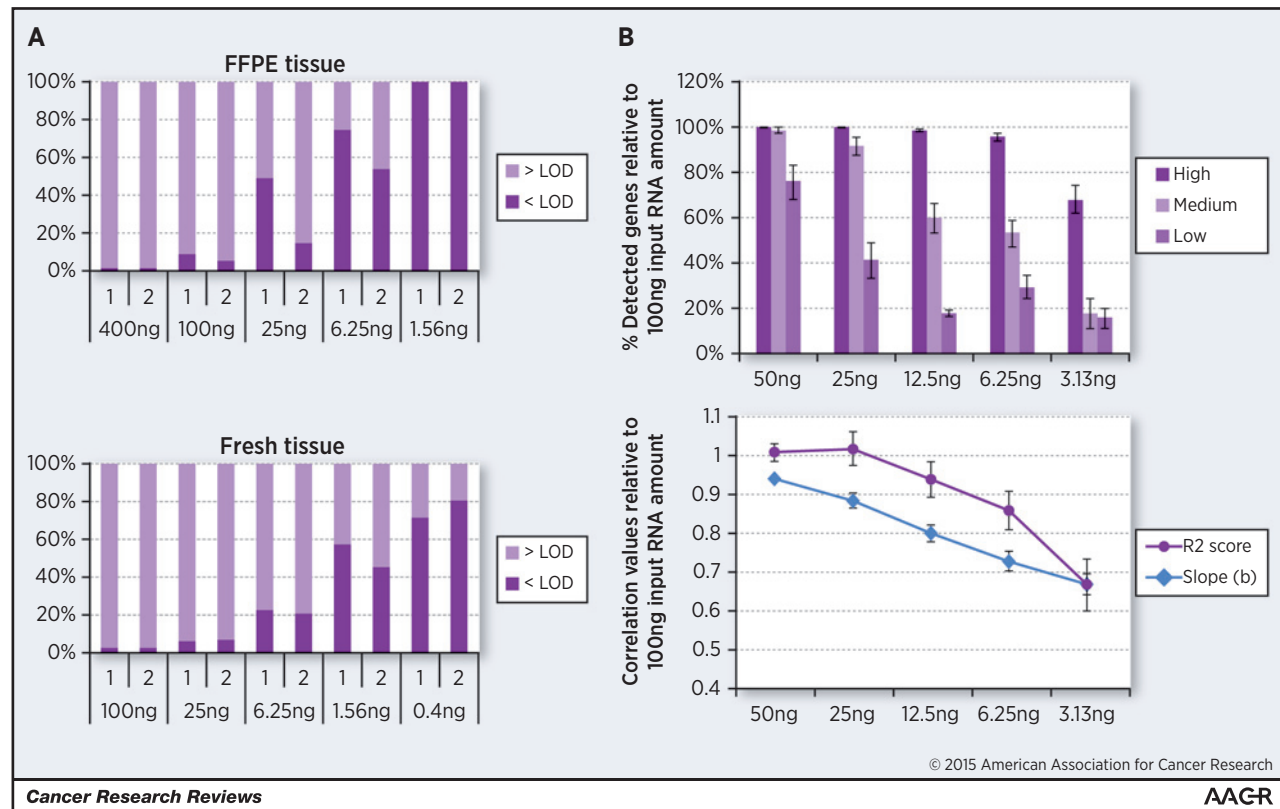 A
FFPE tissue
100%
80%
60%
40%
20%
0%
1 2 1 2 1 2 1 2 1 2
400ng 100ng 25ng 6.25ng 1.56ng
> LOD
< LOD
Fresh tissue
100%
80%
60%
40%
20%
0%
1 2 1 2 1 2 1 2 1 2
100ng 25ng 6.25ng 1.56ng 0.4ng
> LOD
< LOD
B
% Detected genes relative to
100ng input RNA amount
120%
100%
80%
60%
40%
20%
0%
50ng 25ng 12.5ng 6.25ng 3.13ng
High
Medium
Low
Correlation values relative to
100ng input RNA amount
1.1
1
0.9
0.8
0.7
0.6
0.5
0.4
50ng 25ng 12.5ng 6.25ng 3.13ng
R2 score
Slope (b)
© 2015 American Association for Cancer Research
Cancer Research Reviews
AACR